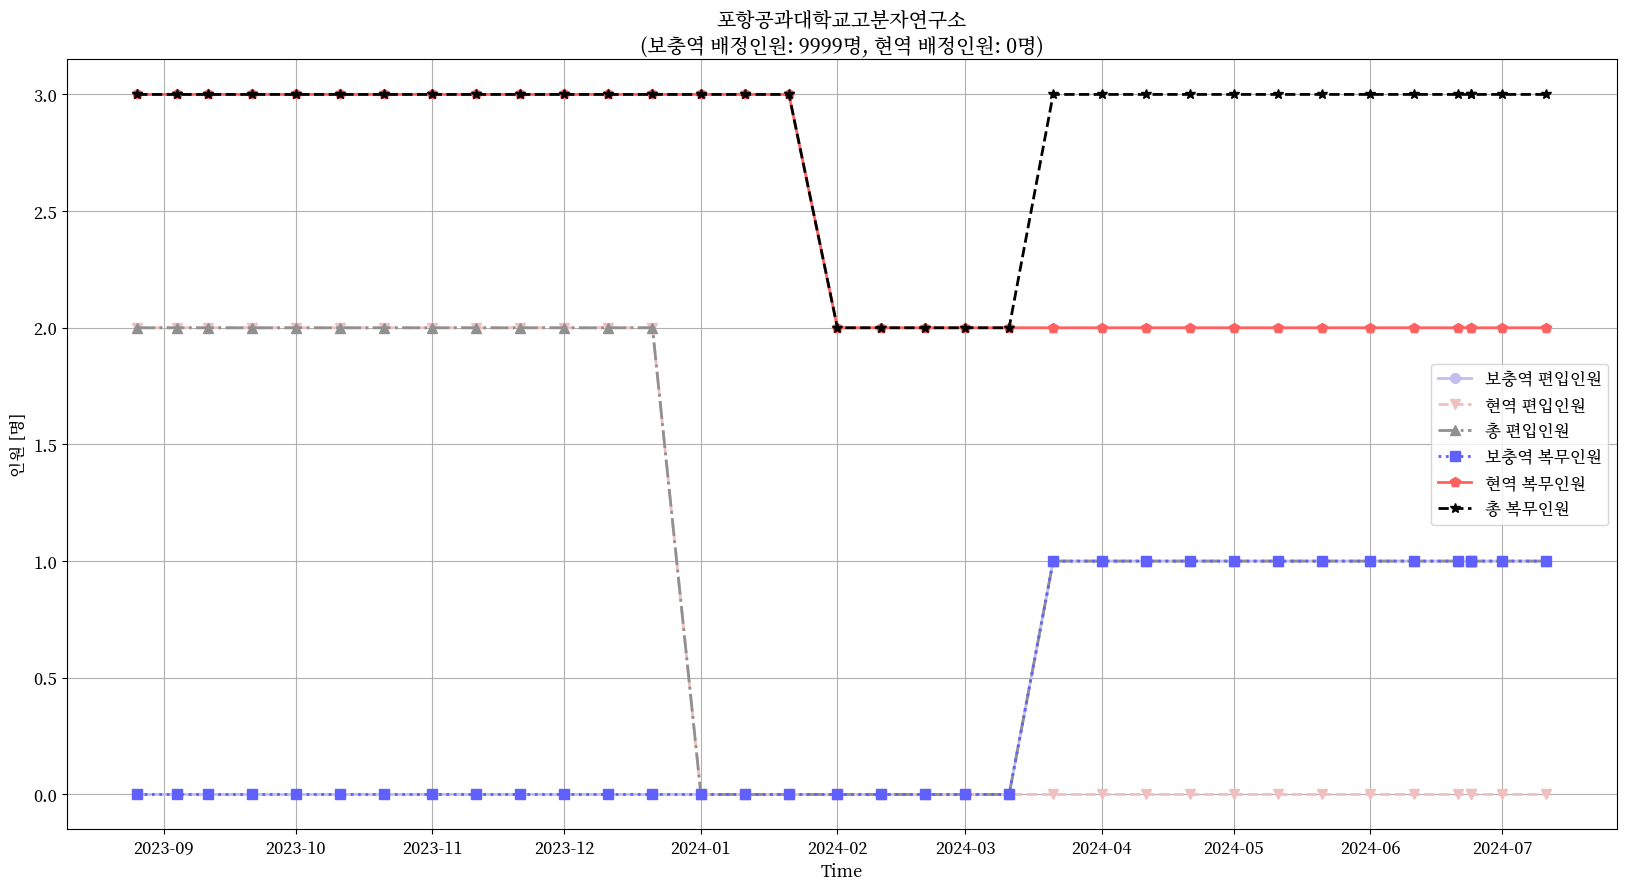 포항공과대학교고분자연구소
(보충역 배정인원: 9999명, 현역 배정인원: 0명)
3.0
2.5
2.0
1.5
1.0
0.5
0.0
인원 [명]
보충역 편입인원
현역 편입인원
총 편입인원
보충역 복무인원
현역 복무인원
총 복무인원
2023-09 2023-10 2023-11 2023-12 2024-01 2024-02 2024-03 2024-04 2024-05 2024-06 2024-07
Time